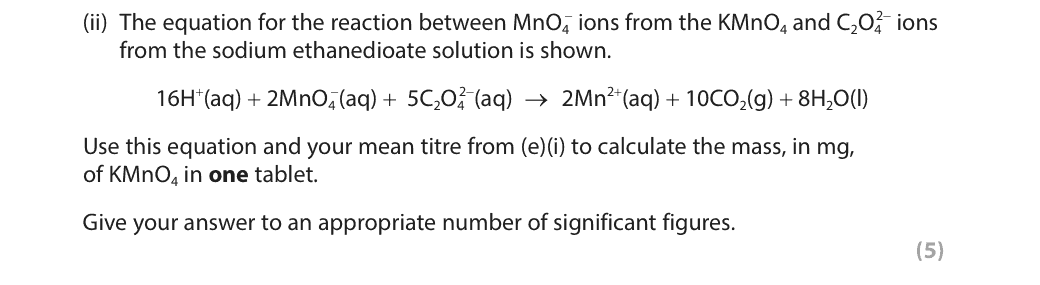 (ii) The equation for the reaction between MnO₄⁻ ions from the KMnO₄ and C₂O₄²⁻ ions
from the sodium ethanedioate solution is shown.
16H⁺(aq) + 2MnO₄⁻(aq) + 5C₂O₄²⁻(aq) → 2Mn²⁺(aq) + 10CO₂(g) + 8H₂O(l)
Use this equation and your mean titre from (e)(i) to calculate the mass, in mg,
of KMnO₄ in one tablet.
Give your answer to an appropriate number of significant figures.
(5)